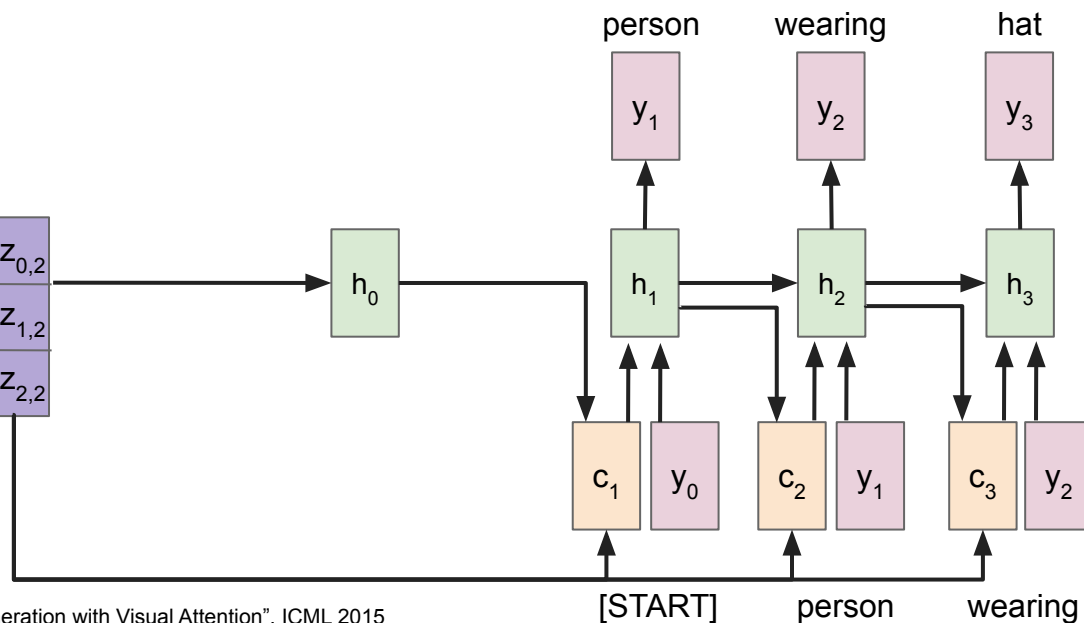 person wearing hat
y1 y2 y3
z0,2
h0 h1 h2 h3
z1,2
z2,2
c1 y0 c2 y1 c3 y2
[START] person wearing
eration with Visual Attention”, ICML 2015